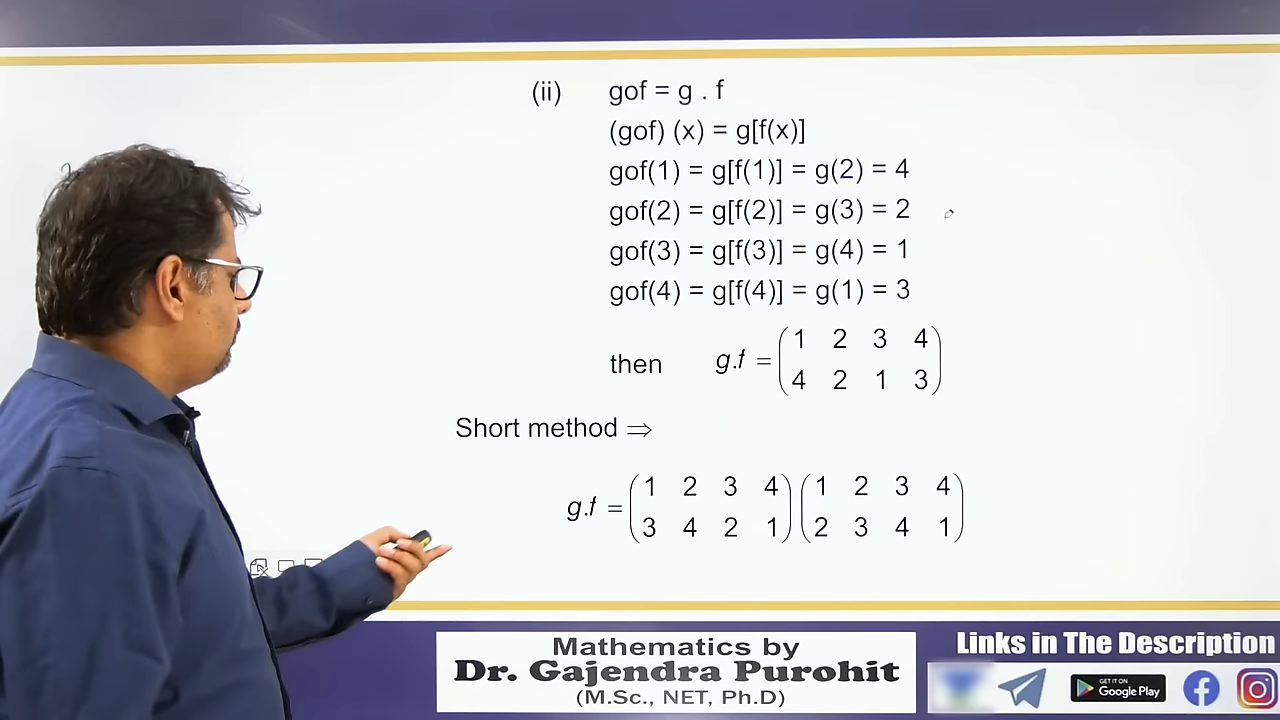 (ii) gof = g . f
(gof) (x) = g[f(x)]
gof(1) = g[f(1)] = g(2) = 4
gof(2) = g[f(2)] = g(3) = 2
gof(3) = g[f(3)] = g(4) = 1
gof(4) = g[f(4)] = g(1) = 3
then g.f = (1 2 3 4
4 2 1 3)
Short method ⇒
g.f = (1 2 3 4) (1 2 3 4)
(3 4 2 1) (2 3 4 1)
Mathematics by
Dr. Gajendra Purohit
(M.Sc., NET, Ph.D)
Links in The Description
GET IT ON
Google Play